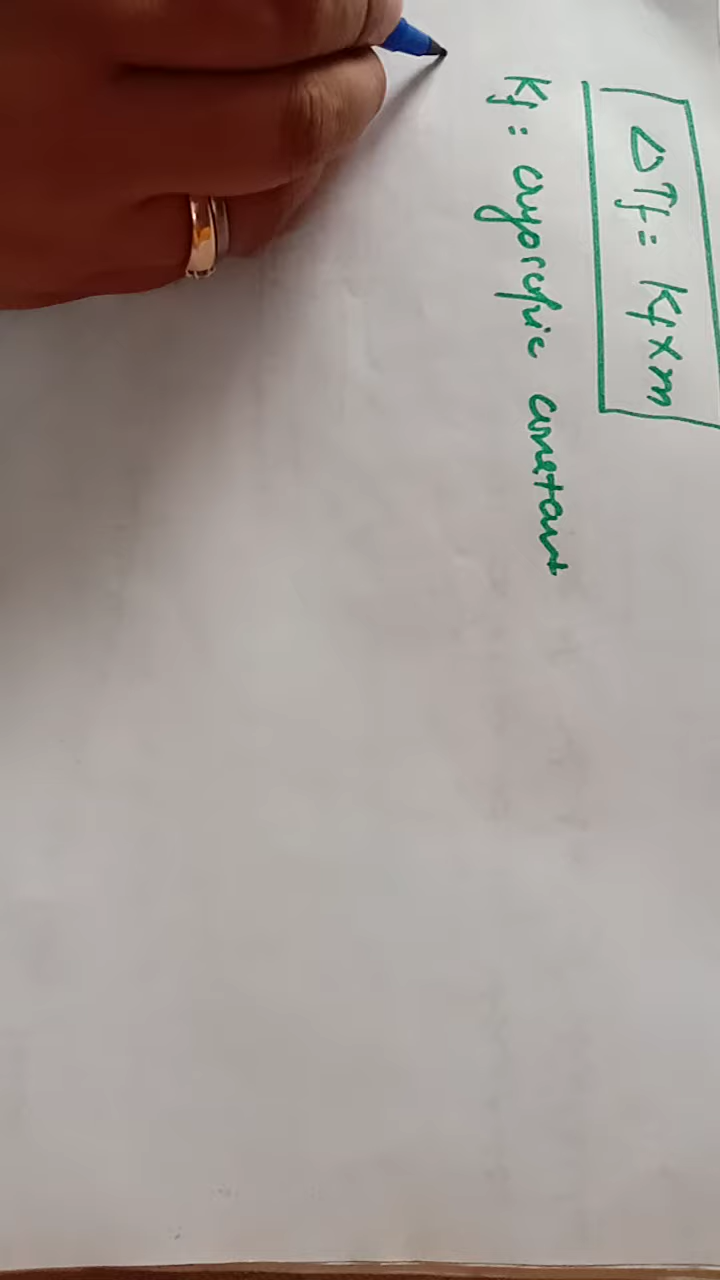 ΔTf = Kf × m
Kf = cryoscopic constant